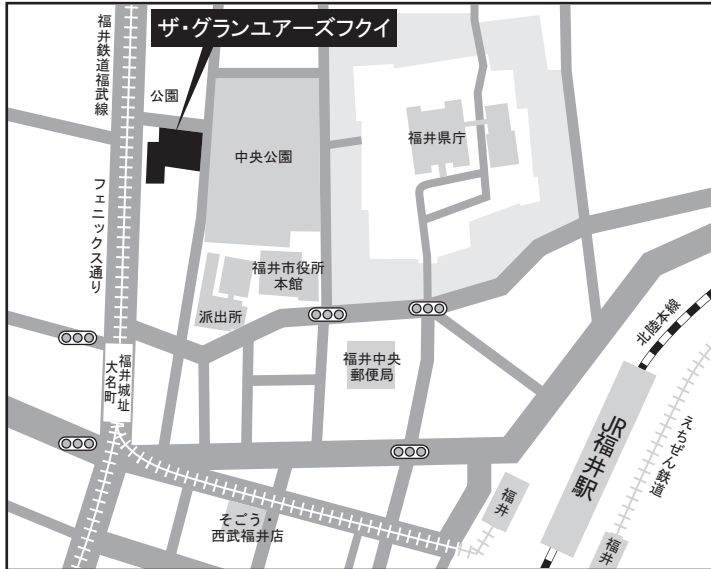 ザ・グランユアーズフクイ
福井鉄道福武線
公園
中央公園
福井県庁
フェニックス通り
福井市役所
本館
派出所
北陸本線
福井城址
大名町
福井中央
郵便局
JR福井駅
えちぜん鉄道
そごう・
西武福井店
福井
福井